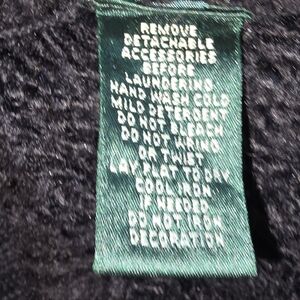 REMOVE
DETACHABLE
ACCESSORIES
BEFORE
LAUNDERING
HAND WASH COLD
MILD DETERGENT
DO NOT BLEACH
DO NOT WRING
OR TWIST
LAY FLAT TO DRY
COOL IRON
IF NEEDED
DO NOT IRON
DECORATION